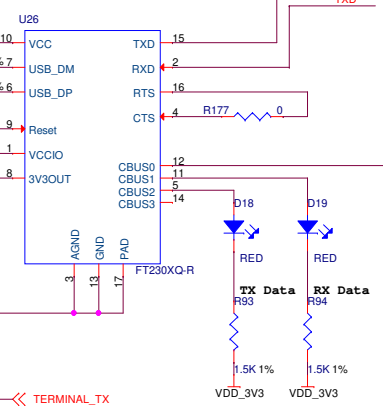 TXD
U26
10 VCC TXD 15
7 USB_DM RXD 2
6 USB_DP RTS 16
CTS 4 R177 0
9 Reset
1 VCCIO
8 3V3OUT CBUS0 12
CBUS1 11
CBUS2 5
CBUS3 14
AGND GND PAD
3 13 17
FT230XQ-R
D18 D19
RED RED
TX Data RX Data
R93 R94
1.5K 1% 1.5K 1%
VDD_3V3 VDD_3V3
TERMINAL_TX